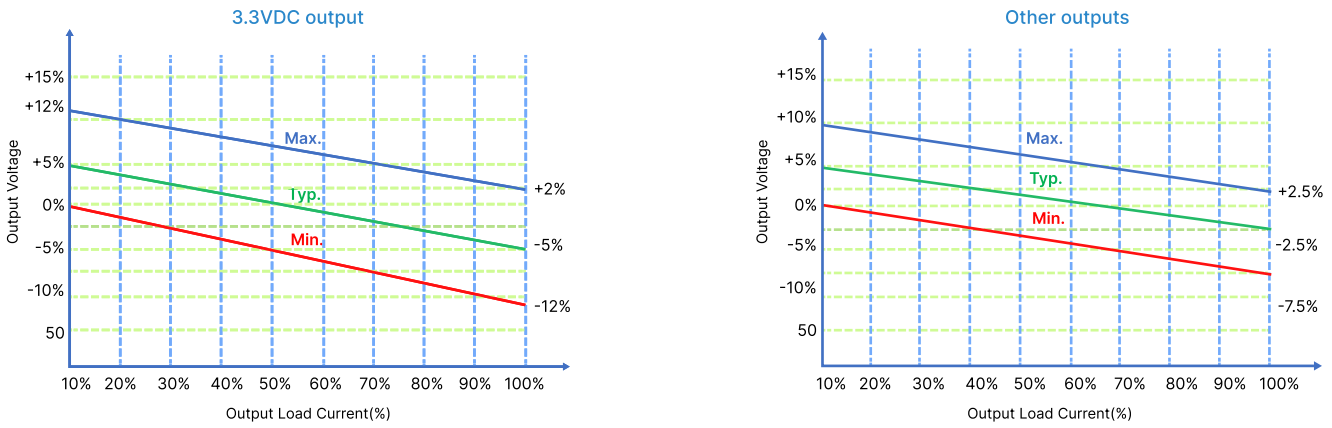 3.3VDC output
+15%
+12%
+5%
0%
-5%
-10%
50
Output Voltage
Max.
Typ.
Min.
+2%
-5%
-12%
10% 20% 30% 40% 50% 60% 70% 80% 90% 100%
Output Load Current(%)
Other outputs
+15%
+10%
+5%
0%
-5%
-10%
50
Output Voltage
Max.
Typ.
Min.
+2.5%
-2.5%
-7.5%
10% 20% 30% 40% 50% 60% 70% 80% 90% 100%
Output Load Current(%)